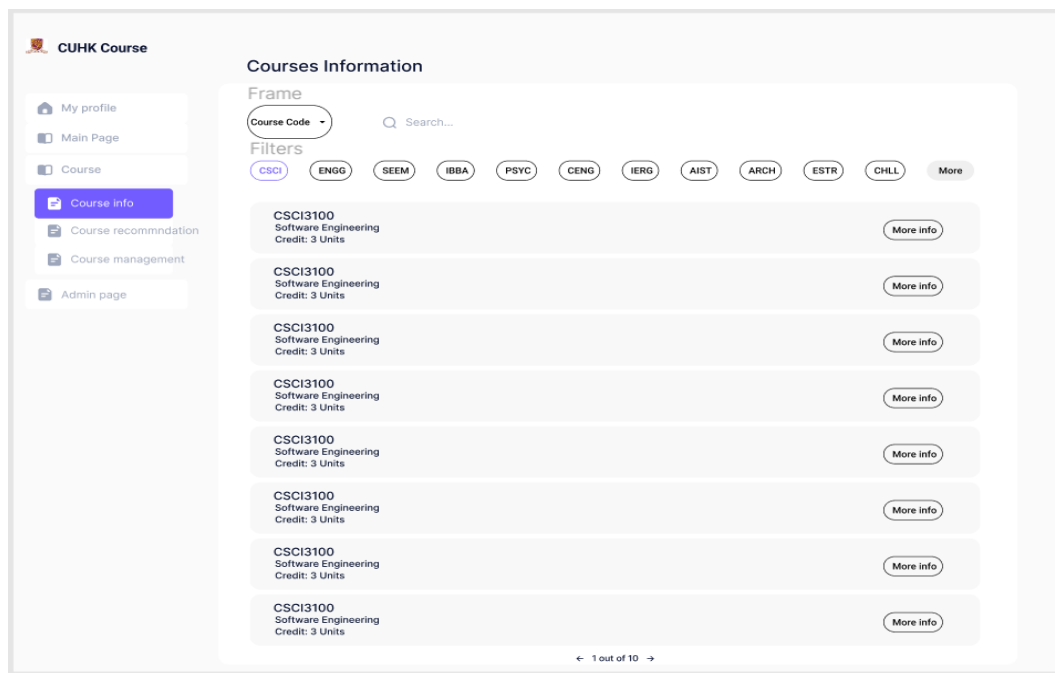 CUHK Course
My profile
Main Page
Course
Course info
Course recommndation
Course management
Admin page
Courses Information
Frame
Course Code Search...
Filters
CSCI ENGG SEEM IBBA PSYC CENG IERG AIST ARCH ESTR CHLL More
CSCI3100
Software Engineering
Credit: 3 Units
More info
CSCI3100
Software Engineering
Credit: 3 Units
More info
CSCI3100
Software Engineering
Credit: 3 Units
More info
CSCI3100
Software Engineering
Credit: 3 Units
More info
CSCI3100
Software Engineering
Credit: 3 Units
More info
CSCI3100
Software Engineering
Credit: 3 Units
More info
CSCI3100
Software Engineering
Credit: 3 Units
More info
CSCI3100
Software Engineering
Credit: 3 Units
More info
← 1 out of 10 →